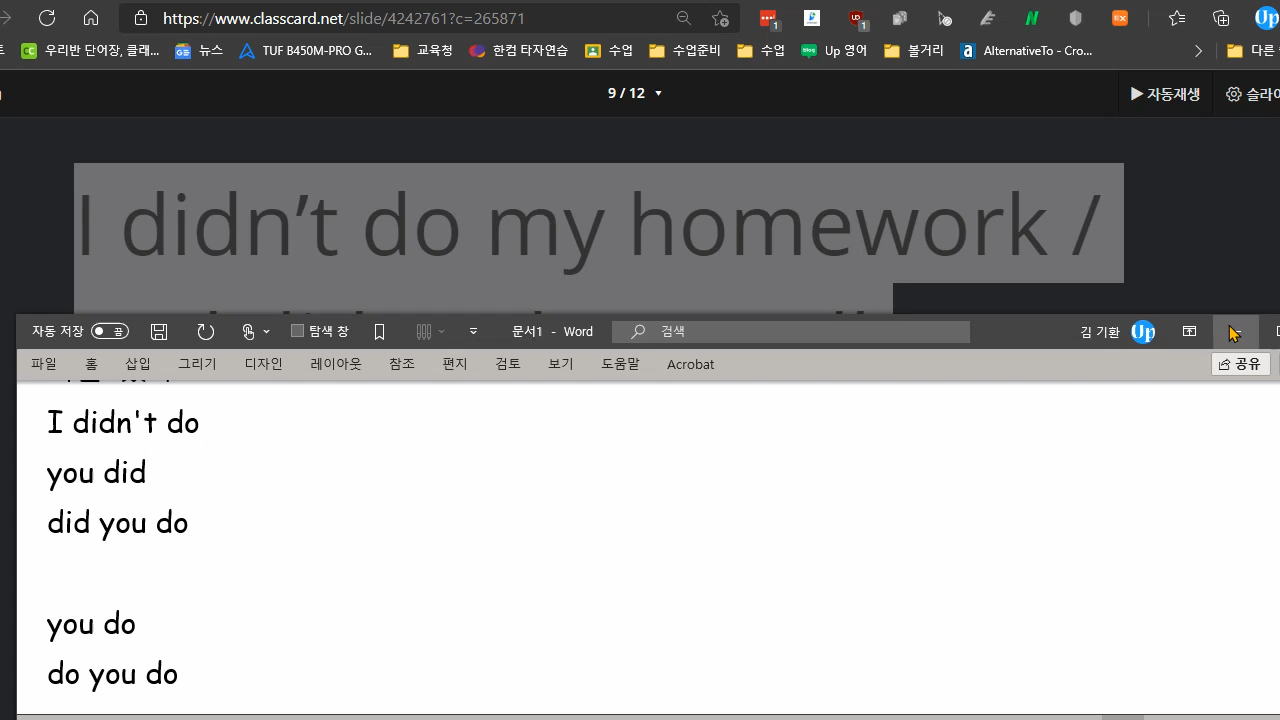 https://www.classcard.net/slide/4242761?c=265871
우리반 단어장, 클래...
뉴스
TUF B450M-PRO G...
교육청
한컴 타자연습
수업
수업준비
수업
Up 영어
볼거리
AlternativeTo - Cro...
다른
9 / 12
자동재생
슬라이
I didn’t do my homework /
자동 저장 끔
탐색 창
문서1 - Word
검색
김 기환
Up
파일 홈 삽입 그리기 디자인 레이아웃 참조 편지 검토 보기 도움말 Acrobat
공유
I didn't do
you did
did you do
you do
do you do